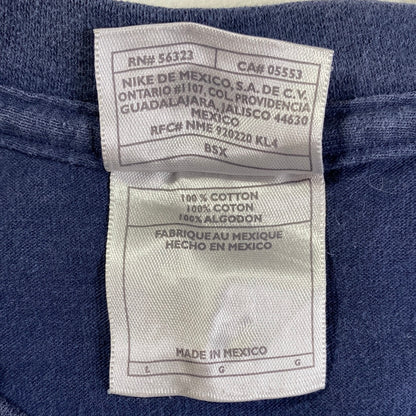 RN# 56323 CA# 05553
NIKE DE MEXICO, S.A. DE C.V.
ONTARIO #1107, COL. PROVIDENCIA
GUADALAJARA, JALISCO 44630
MEXICO
RFC# NME 920220 KL4
BSX
100 % COTTON
100% COTON
100% ALGODON
FABRIQUE AU MEXIQUE
HECHO EN MEXICO
MADE IN MEXICO
L G G